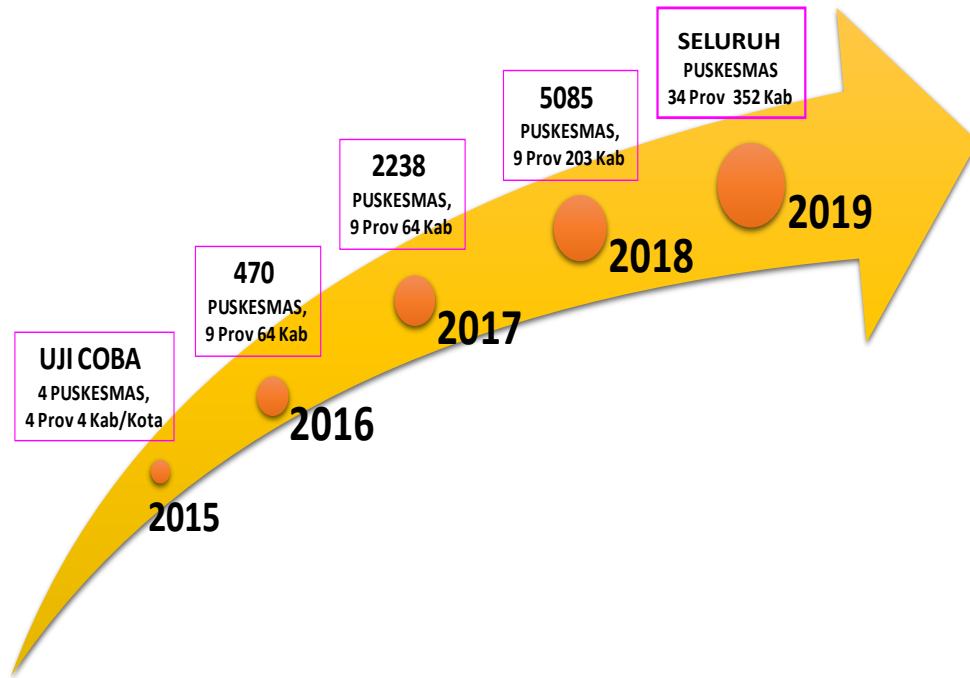 UJI COBA
4 PUSKESMAS,
4 Prov 4 Kab/Kota
2015
470
PUSKESMAS,
9 Prov 64 Kab
2016
2238
PUSKESMAS,
9 Prov 64 Kab
2017
5085
PUSKESMAS,
9 Prov 203 Kab
2018
SELURUH
PUSKESMAS
34 Prov 352 Kab
2019